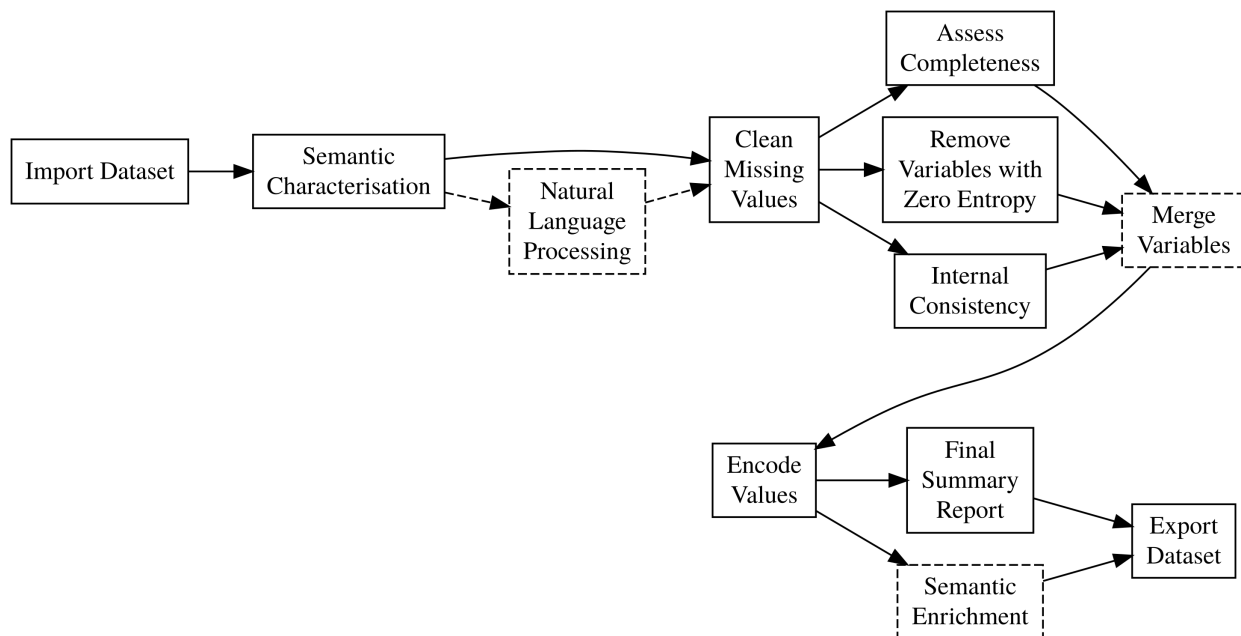 Import Dataset
Semantic
Characterisation
Natural
Language
Processing
Clean
Missing
Values
Assess
Completeness
Remove
Variables with
Zero Entropy
Internal
Consistency
Merge
Variables
Encode
Values
Final
Summary
Report
Semantic
Enrichment
Export
Dataset